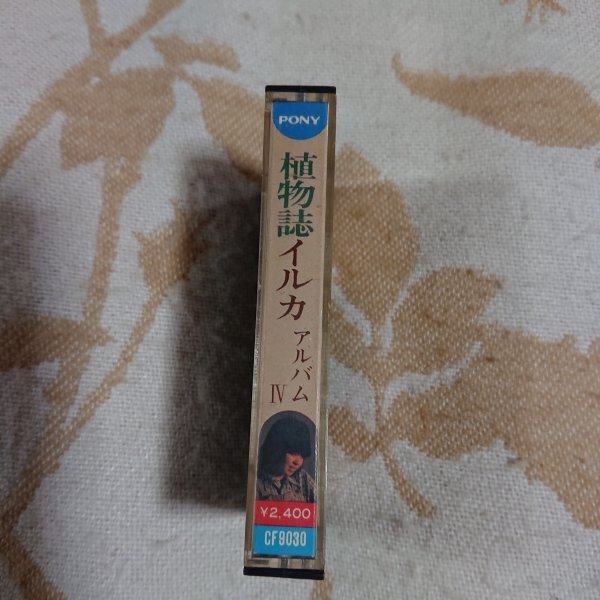 PONY
植物誌
イルカ
アルバム
IV
¥2,400
CF9030